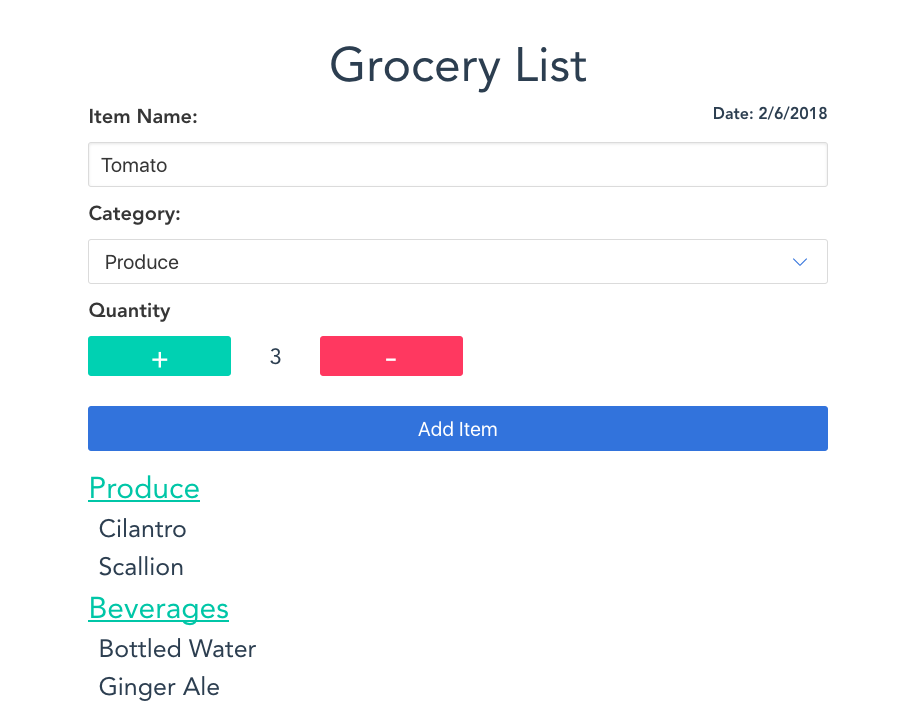 Grocery List
Item Name:
Date: 2/6/2018
Tomato
Category:
Produce
Quantity
+ 3 -
Add Item
Produce
Cilantro
Scallion
Beverages
Bottled Water
Ginger Ale